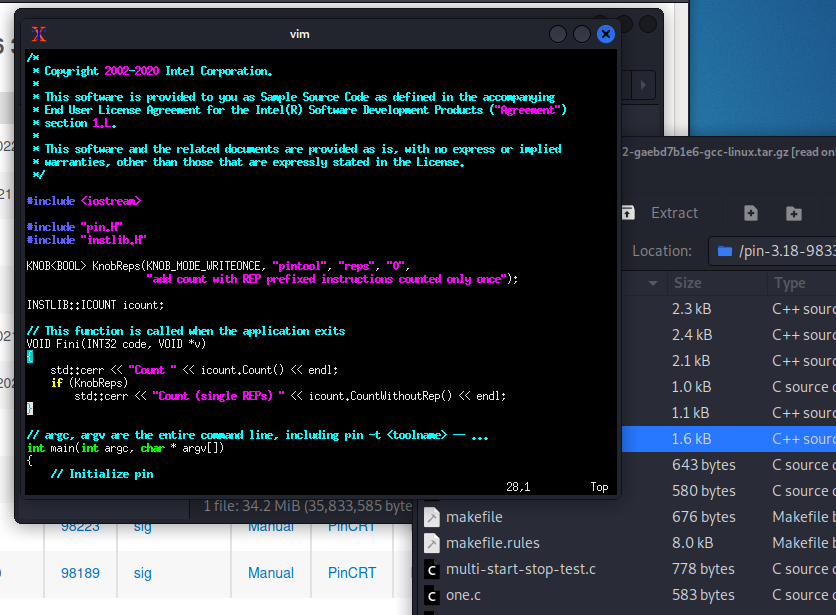 vim
/*
 * Copyright 2002-2020 Intel Corporation.
 *
 * This software is provided to you as Sample Source Code as defined in the accompanying
 * End User License Agreement for the Intel(R) Software Development Products ("Agreement")
 * section 1.L.
 *
 * This software and the related documents are provided as is, with no express or implied
 * warranties, other than those that are expressly stated in the License.
 */
#include <iostream>
#include "pin.H"
#include "instlib.H"
KNOB<BOOL> KnobReps(KNOB_MODE_WRITEONCE, "pintool", "reps", "0",
"add count with REP prefixed instructions counted only once");
INSTLIB::ICOUNT icount;
// This function is called when the application exits
VOID Fini(INT32 code, VOID *v)
{
std::cerr << "Count " << icount.Count() << endl;
if (KnobReps)
std::cerr << "Count (single REPs) " << icount.CountWithoutRep() << endl;
}
// argc, argv are the entire command line, including pin -t <toolname> -- ...
int main(int argc, char * argv[])
{
// Initialize pin
28,1 Top
1 file: 34.2 MiB (35,833,585 byte
98223 sig Manual PinCRT
98189 sig Manual PinCRT
2-gaebd7b1e6-gcc-linux.tar.gz [read on
Extract
Location: /pin-3.18-9833
Size Type
2.3 kB C++ sourc
2.4 kB C++ sourc
2.1 kB C++ sourc
1.0 kB C source c
1.1 kB C++ sourc
1.6 kB C++ sourc
643 bytes C source c
580 bytes C source c
makefile 676 bytes Makefile b
makefile.rules 8.0 kB Makefile b
multi-start-stop-test.c 778 bytes C source c
one.c 583 bytes C source c